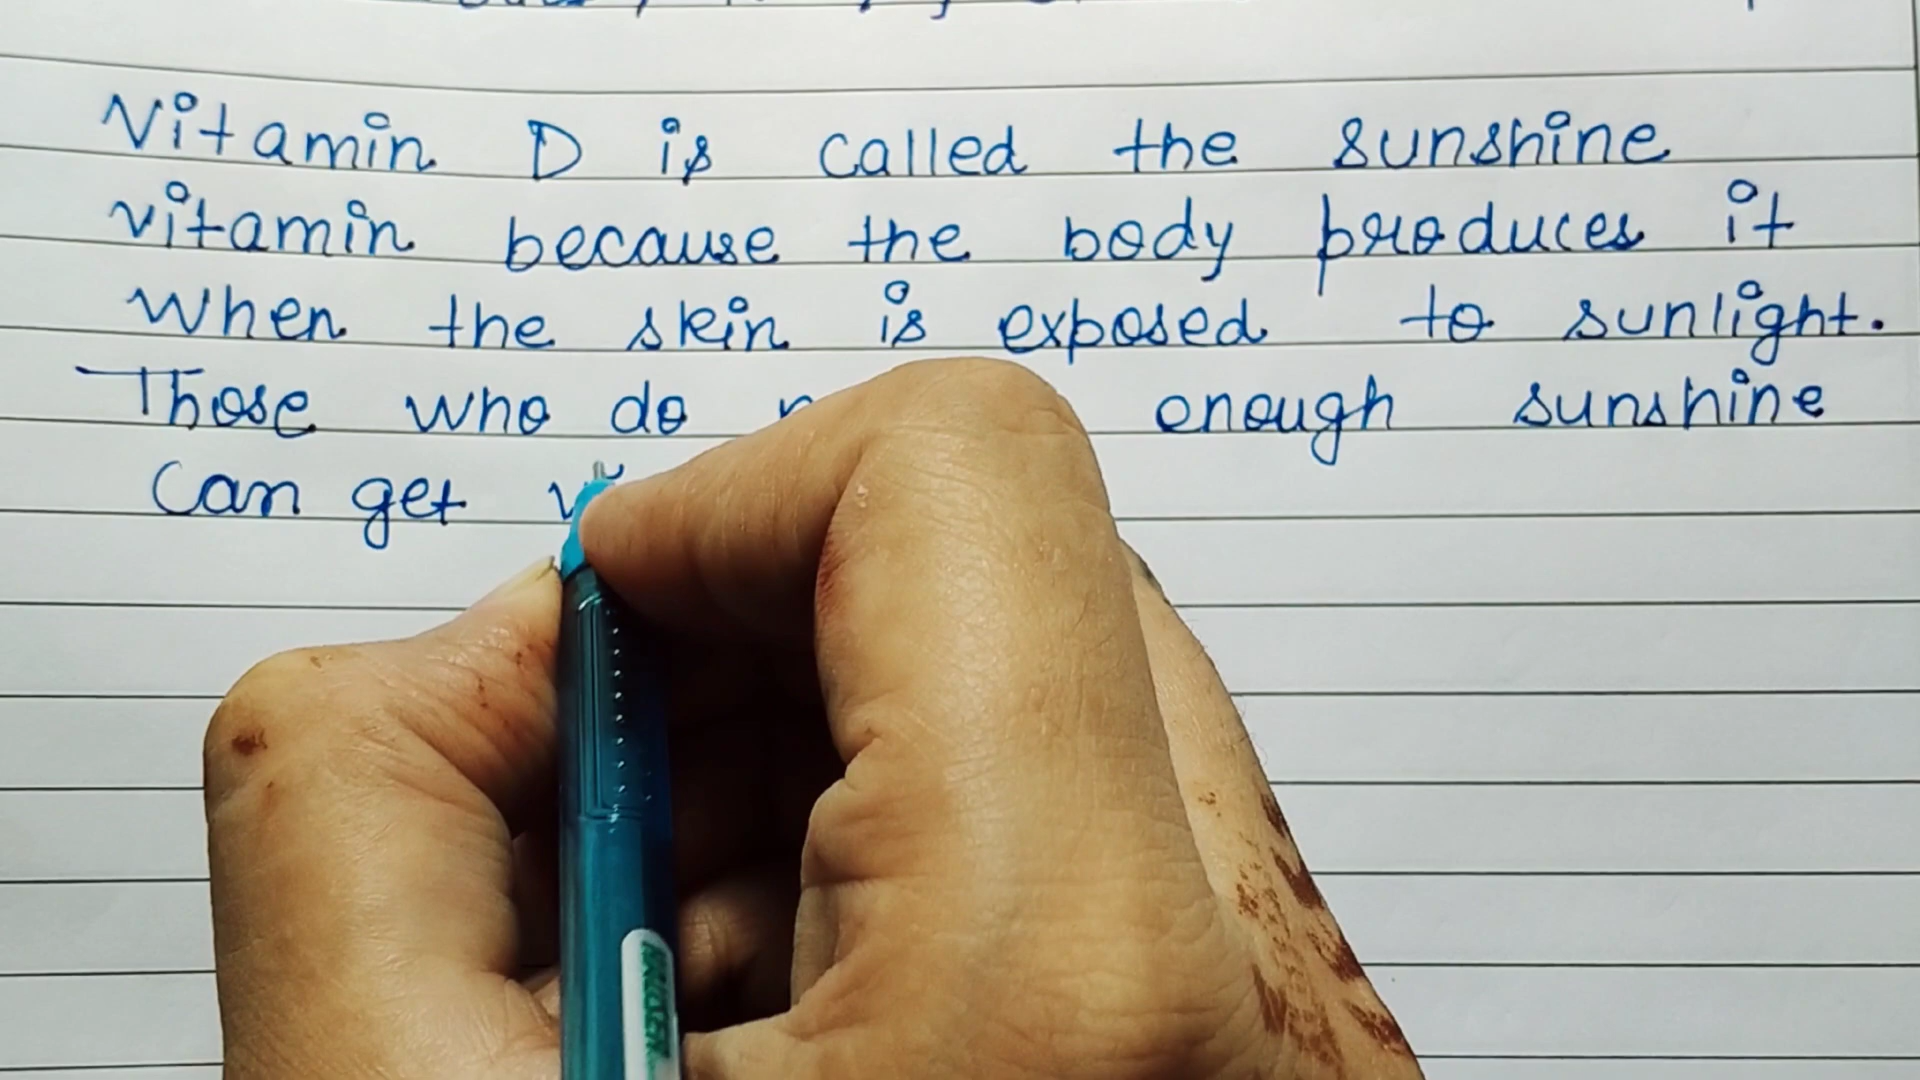 Vitamin D is called the sunshine
vitamin because the body produces it
when the skin is exposed to sunlight.
Those who do enough sunshine
Can get